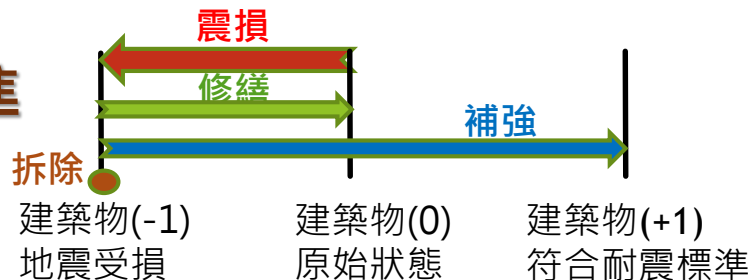 震損
準
修繕
補強
拆除
建築物(-1)
地震受損
建築物(0)
原始狀態
建築物(+1)
符合耐震標準